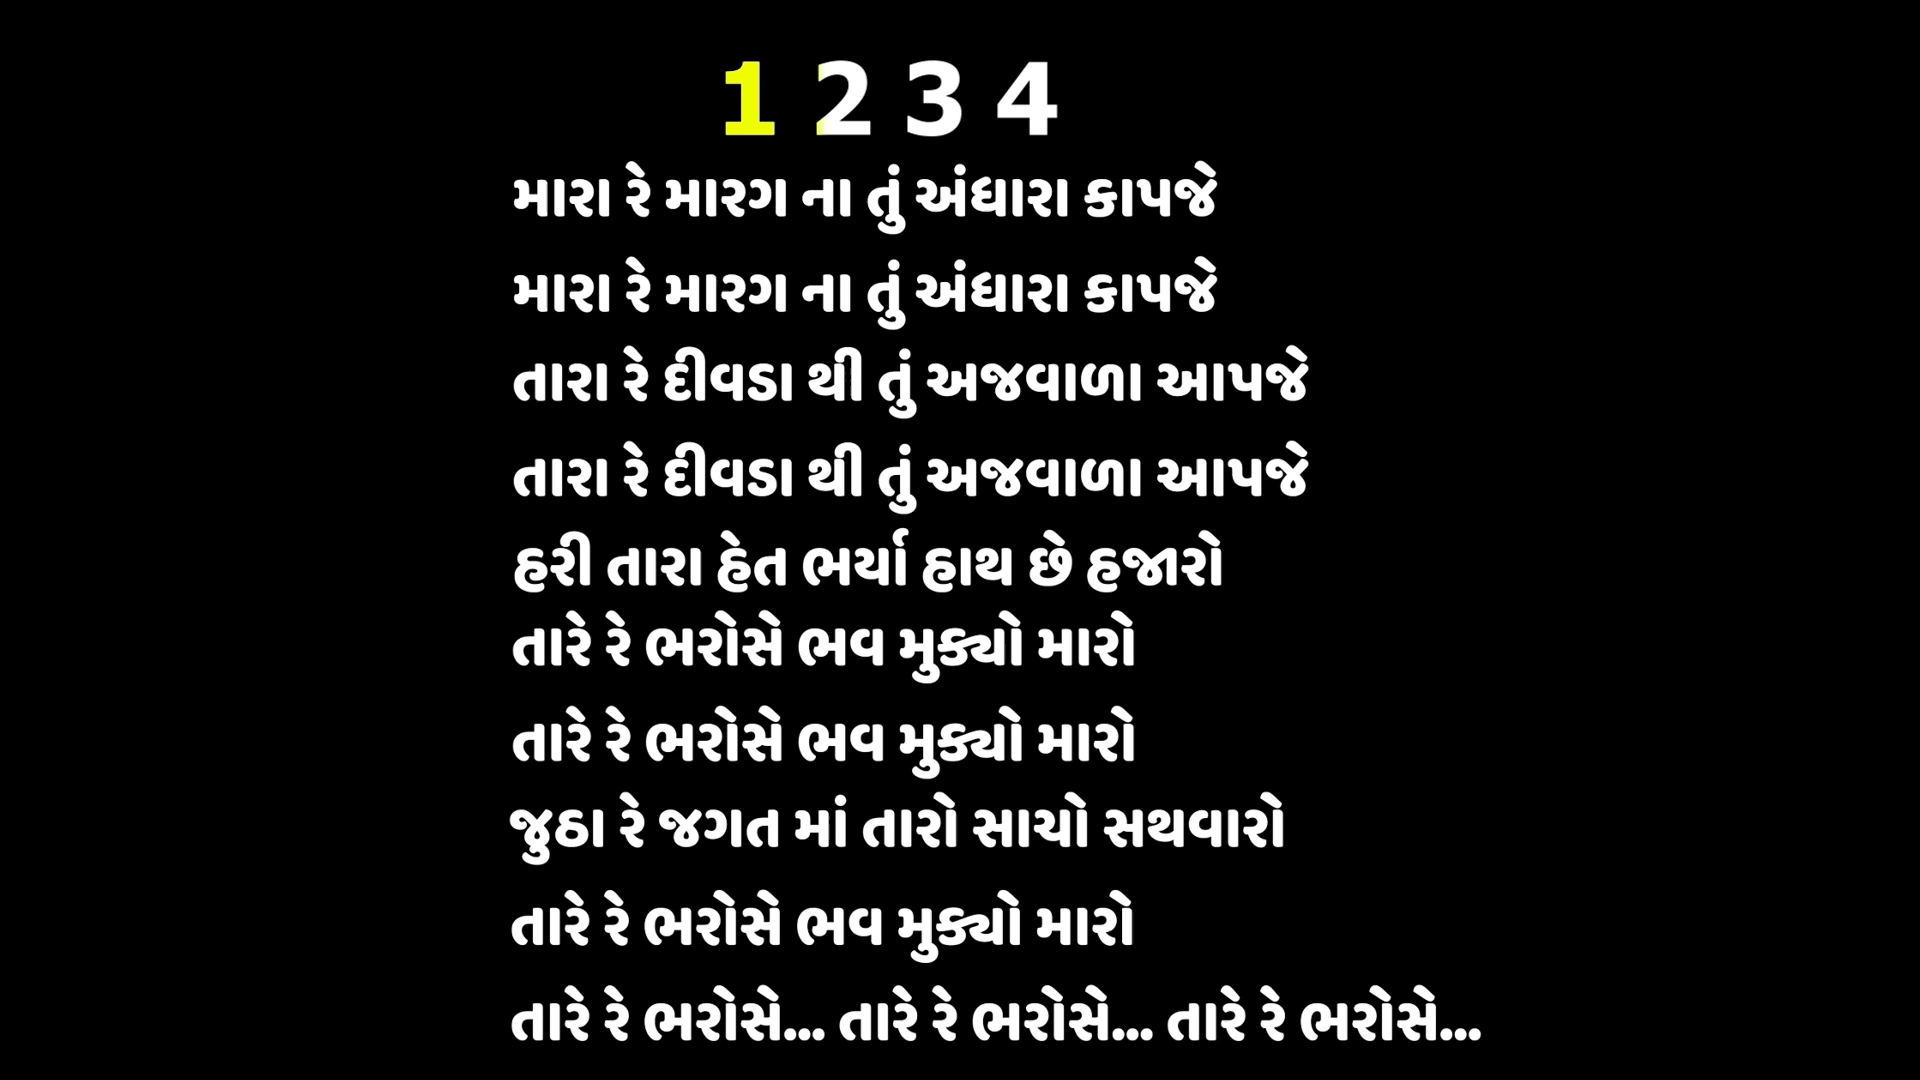 1 2 3 4
મારા રે મારગ ના તું અંધારા કાપજે
મારા રે મારગ ના તું અંધારા કાપજે
તારા રે દીવડા થી તું અજવાળા આપજે
તારા રે દીવડા થી તું અજવાળા આપજે
હરી તારા હેત ભર્યા હાથ છે હજારો
તારે રે ભરોસે ભવ મુક્યો મારો
તારે રે ભરોસે ભવ મુક્યો મારો
જુઠા રે જગત માં તારો સાચો સથવારો
તારે રે ભરોસે ભવ મુક્યો મારો
તારે રે ભરોસે... તારે રે ભરોસે... તારે રે ભરોસે...